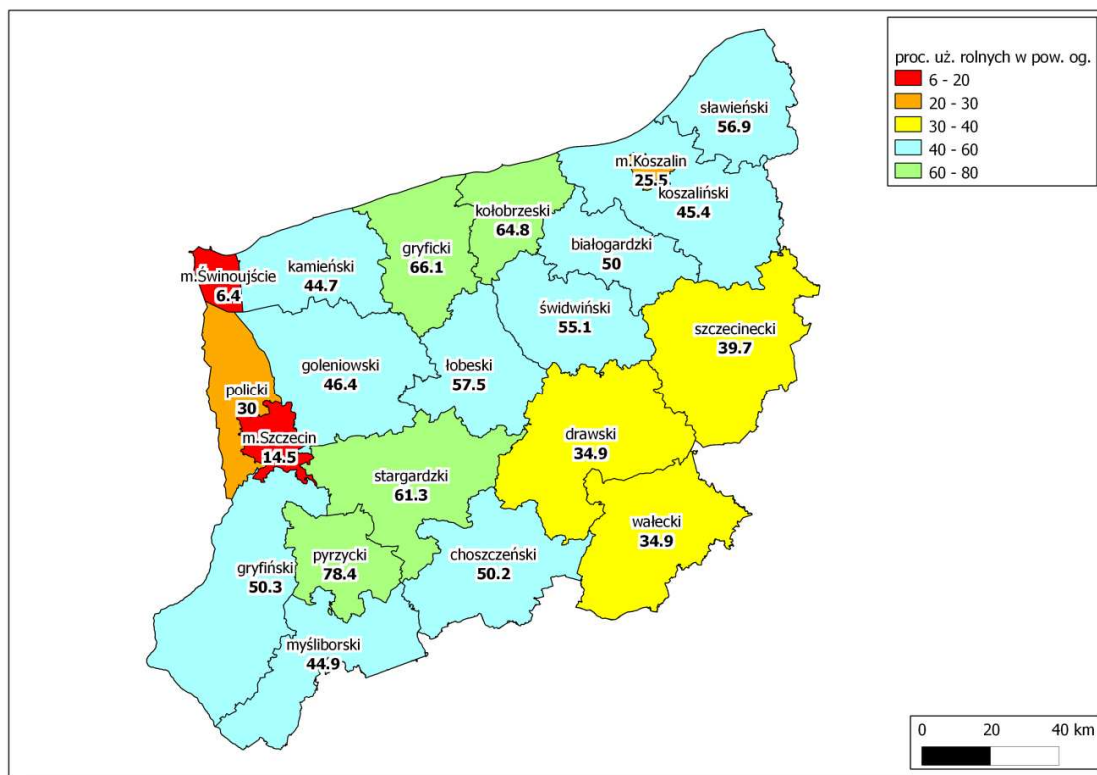 proc. uż. rolnych w pow. og.
6 - 20
20 - 30
30 - 40
40 - 60
60 - 80
sławieński
56.9
m.Koszalin
25.5
koszaliński
45.4
kołobrzeski
64.8
gryficki
66.1
białogardzki
50
m.Świnoujście
6.4
kamieński
44.7
świdwiński
55.1
szczecinecki
39.7
goleniowski
46.4
łobeski
57.5
policki
30
m.Szczecin
14.5
drawski
34.9
stargardzki
61.3
wałecki
34.9
choszczeński
50.2
pyrzycki
78.4
gryfiński
50.3
myśliborski
44.9
0 20 40 km